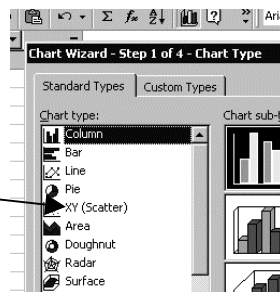 Ari
Chart Wizard - Step 1 of 4 - Chart Type
Standard Types Custom Types
Chart type: Chart sub-
Column
Bar
Line
Pie
XY (Scatter)
Area
Doughnut
Radar
Surface